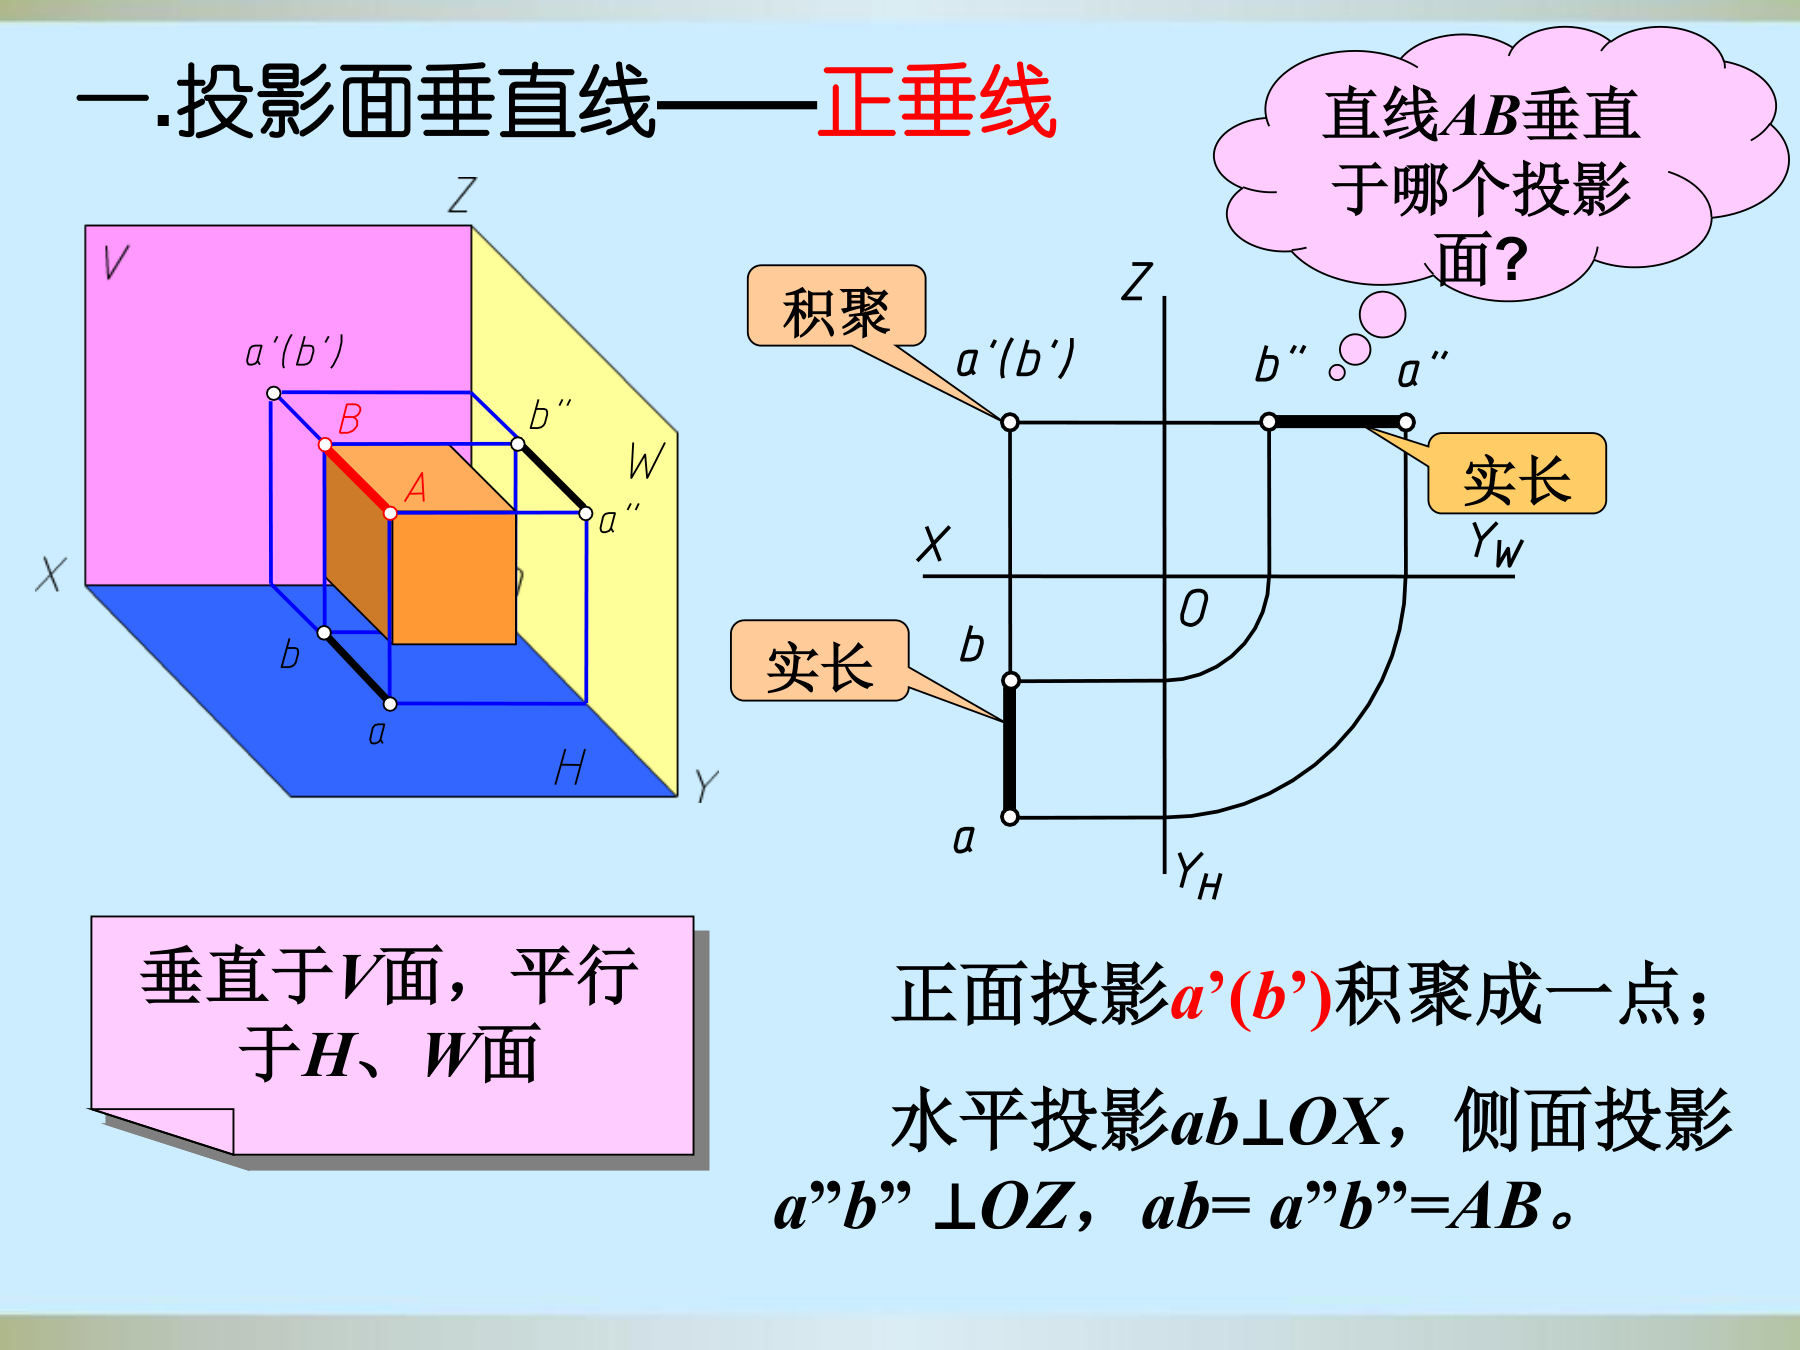 一.投影面垂直线——正垂线
直线AB垂直
于哪个投影
面?
Z
V
a'(b')
B
b''
W
A
a''
X
b
a
H
Y
积聚
Z
a'(b')
b''
a''
实长
X
Y_W
O
实长
b
a
Y_H
垂直于V面，平行
于H、W面
正面投影a’(b’)积聚成一点；
水平投影ab⊥OX，侧面投影
a”b” ⊥OZ，ab= a”b”=AB。